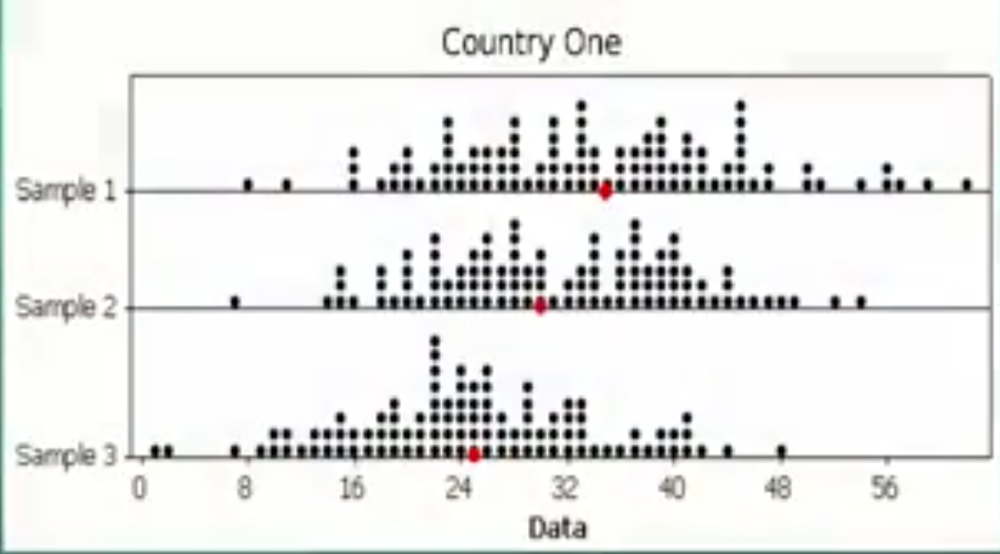 Country One
Sample 1
Sample 2
Sample 3
0 8 16 24 32 40 48 56
Data